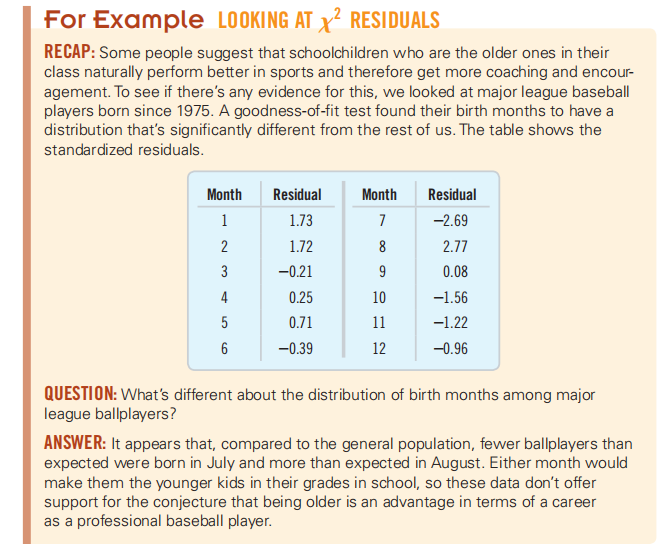 For Example LOOKING AT χ² RESIDUALS
RECAP: Some people suggest that schoolchildren who are the older ones in their
class naturally perform better in sports and therefore get more coaching and encour-
agement. To see if there's any evidence for this, we looked at major league baseball
players born since 1975. A goodness-of-fit test found their birth months to have a
distribution that's significantly different from the rest of us. The table shows the
standardized residuals.
Month Residual Month Residual
1 1.73 7 −2.69
2 1.72 8 2.77
3 −0.21 9 0.08
4 0.25 10 −1.56
5 0.71 11 −1.22
6 −0.39 12 −0.96
QUESTION: What's different about the distribution of birth months among major
league ballplayers?
ANSWER: It appears that, compared to the general population, fewer ballplayers than
expected were born in July and more than expected in August. Either month would
make them the younger kids in their grades in school, so these data don't offer
support for the conjecture that being older is an advantage in terms of a career
as a professional baseball player.